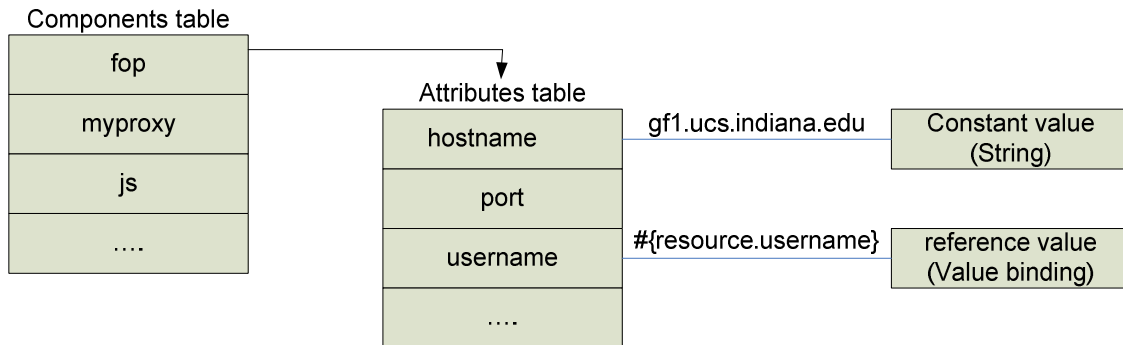 Components table
fop
myproxy
js
….
Attributes table
hostname
port
username
….
gf1.ucs.indiana.edu
Constant value
(String)
#{resource.username}
reference value
(Value binding)